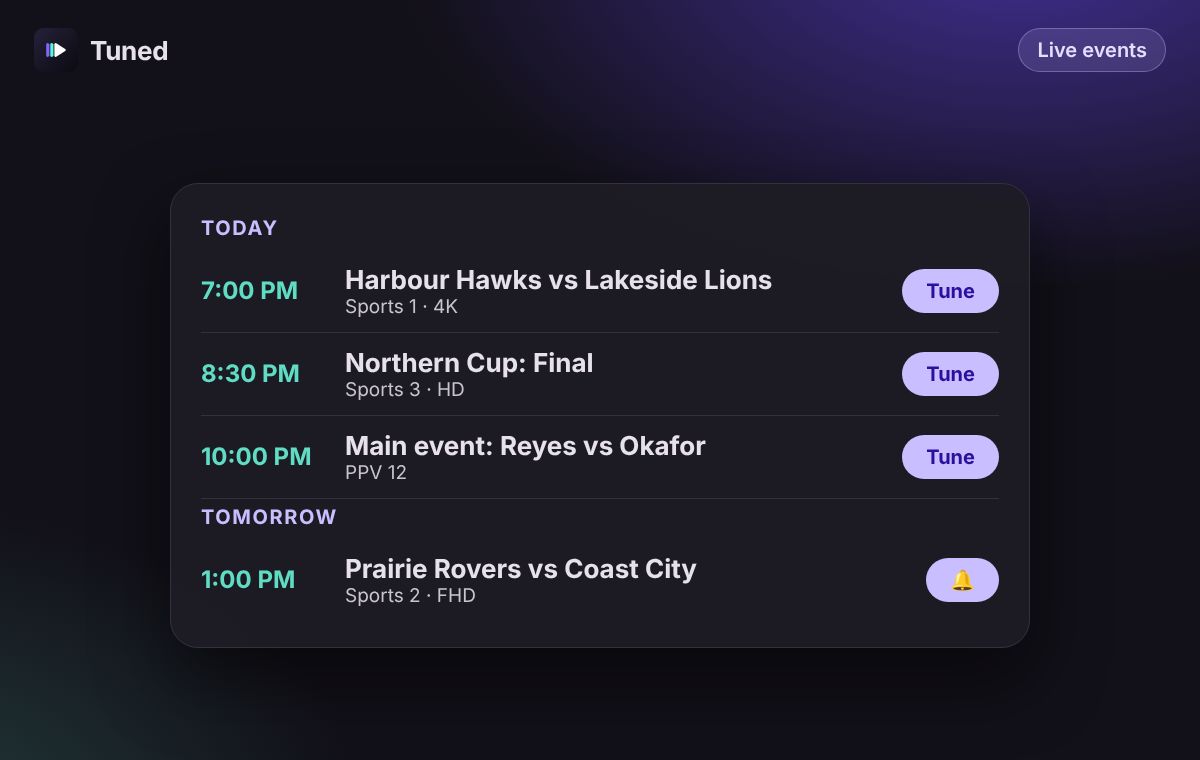 Tuned
Live events
TODAY
7:00 PM
Harbour Hawks vs Lakeside Lions
Sports 1 · 4K
Tune
8:30 PM
Northern Cup: Final
Sports 3 · HD
Tune
10:00 PM
Main event: Reyes vs Okafor
PPV 12
Tune
TOMORROW
1:00 PM
Prairie Rovers vs Coast City
Sports 2 · FHD